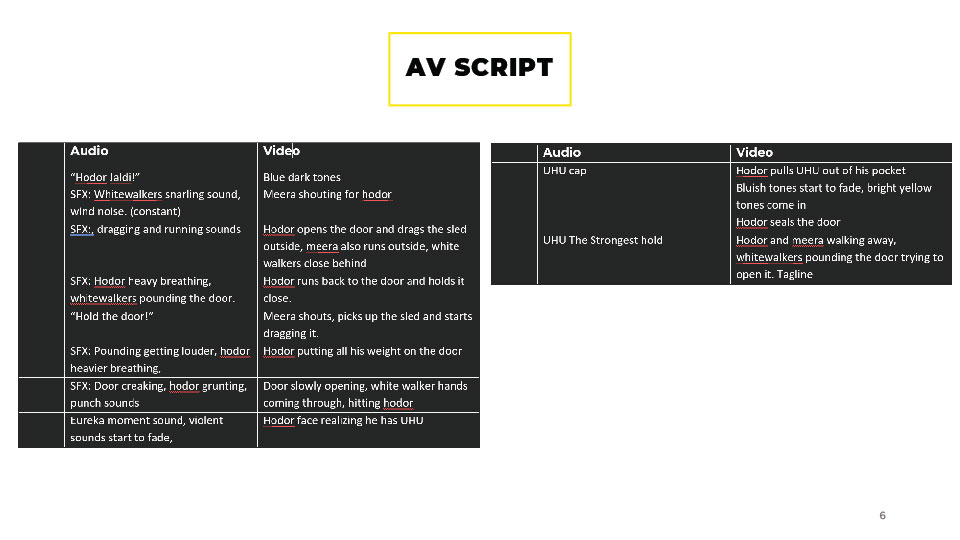 AV SCRIPT
Audio Video
“Hodor Jaldi!” Blue dark tones
SFX: Whitewalkers snarling sound, Meera shouting for hodor
wind noise. (constant)
SFX:, dragging and running sounds Hodor opens the door and drags the sled
outside, meera also runs outside, white
walkers close behind
SFX: Hodor heavy breathing, Hodor runs back to the door and holds it
whitewalkers pounding the door. close.
“Hold the door!” Meera shouts, picks up the sled and starts
dragging it.
SFX: Pounding getting louder, hodor Hodor putting all his weight on the door
heavier breathing,
SFX: Door creaking, hodor grunting, Door slowly opening, white walker hands
punch sounds coming through, hitting hodor
Eureka moment sound, violent Hodor face realizing he has UHU
sounds start to fade,
Audio Video
UHU cap Hodor pulls UHU out of his pocket
Bluish tones start to fade, bright yellow
tones come in
Hodor seals the door
UHU The Strongest hold Hodor and meera walking away,
whitewalkers pounding the door trying to
open it. Tagline
6